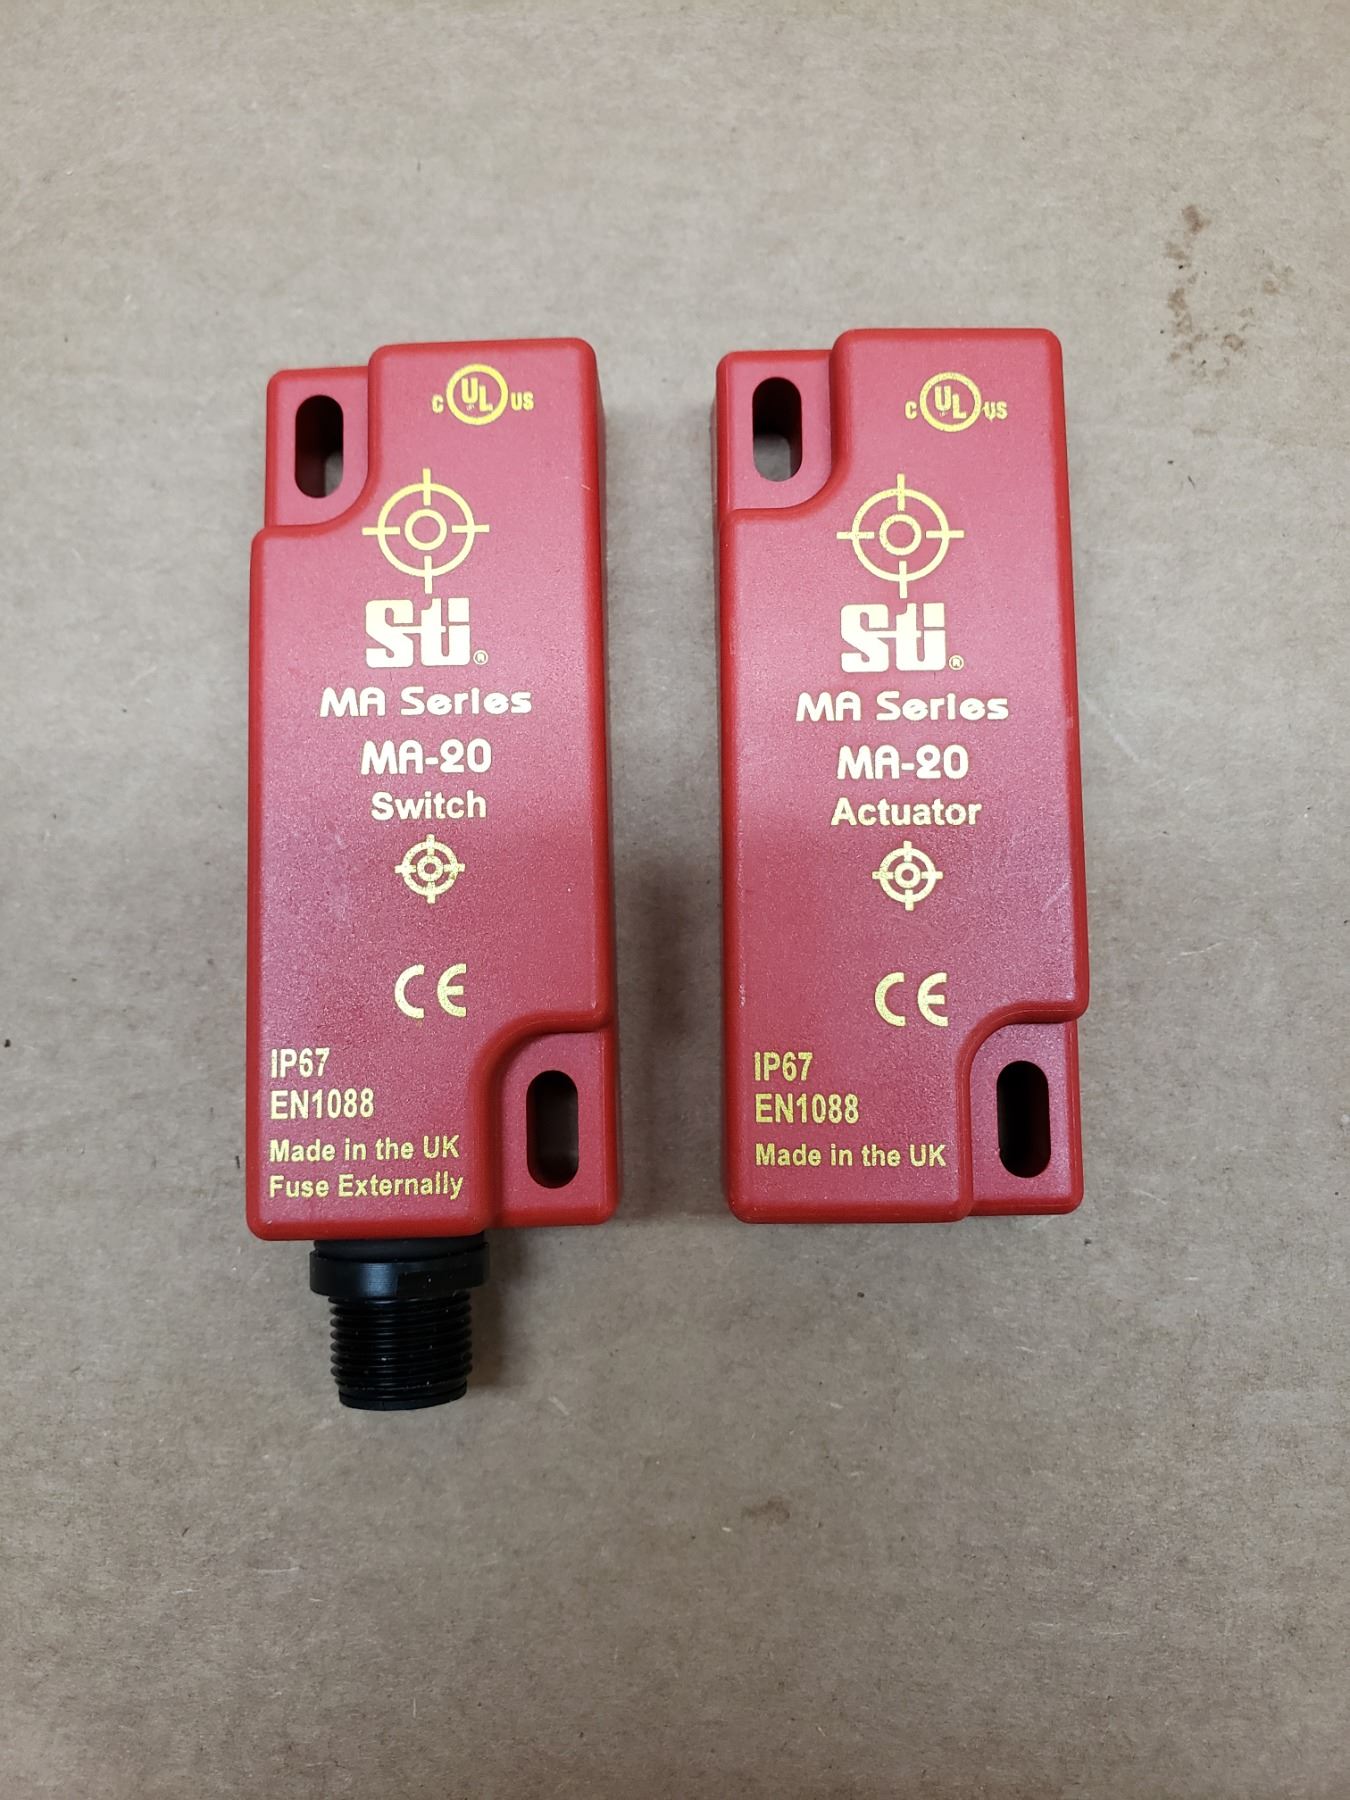 C UL US
Sti®
MA Series
MA-20
Switch
CE
IP67
EN1088
Made in the UK
Fuse Externally
C UL US
Sti®
MA Series
MA-20
Actuator
CE
IP67
EN1088
Made in the UK